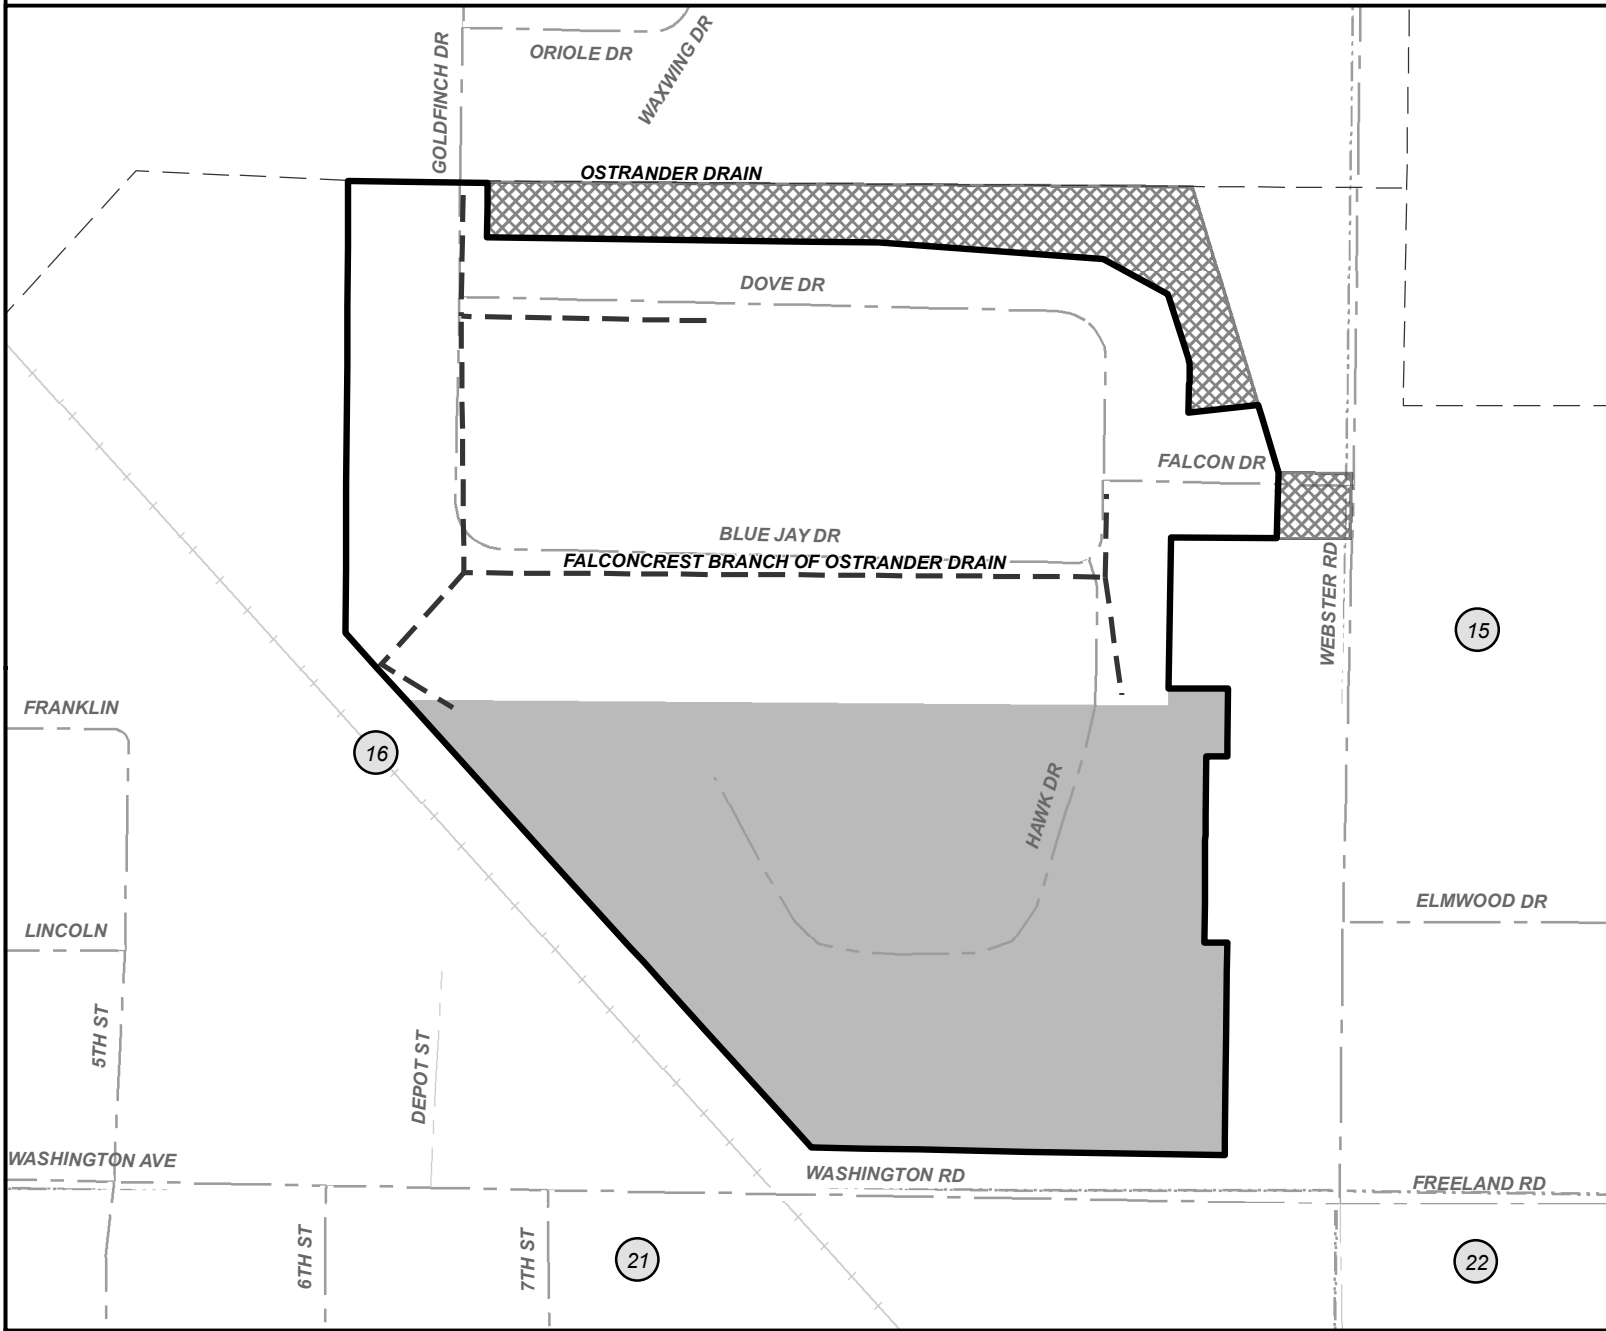 ORIOLE DR
WAXWING DR
GOLDFINCH DR
OSTRANDER DRAIN
DOVE DR
FALCON DR
BLUE JAY DR
FALCONCREST BRANCH OF OSTRANDER DRAIN
WEBSTER RD
15
FRANKLIN
16
HAWK DR
ELMWOOD DR
LINCOLN
5TH ST
DEPOT ST
WASHINGTON AVE
WASHINGTON RD
FREELAND RD
6TH ST
7TH ST
21
22